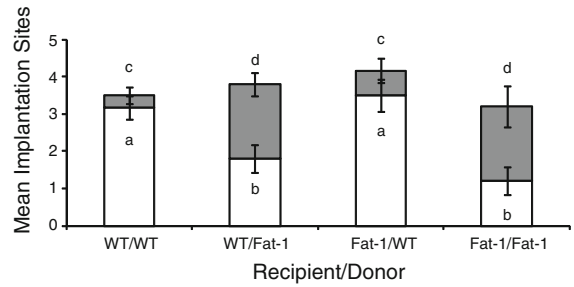 Mean Implantation Sites
5
4
3
2
1
0
c d c d
a b a b
WT/WT WT/Fat-1 Fat-1/WT Fat-1/Fat-1
Recipient/Donor